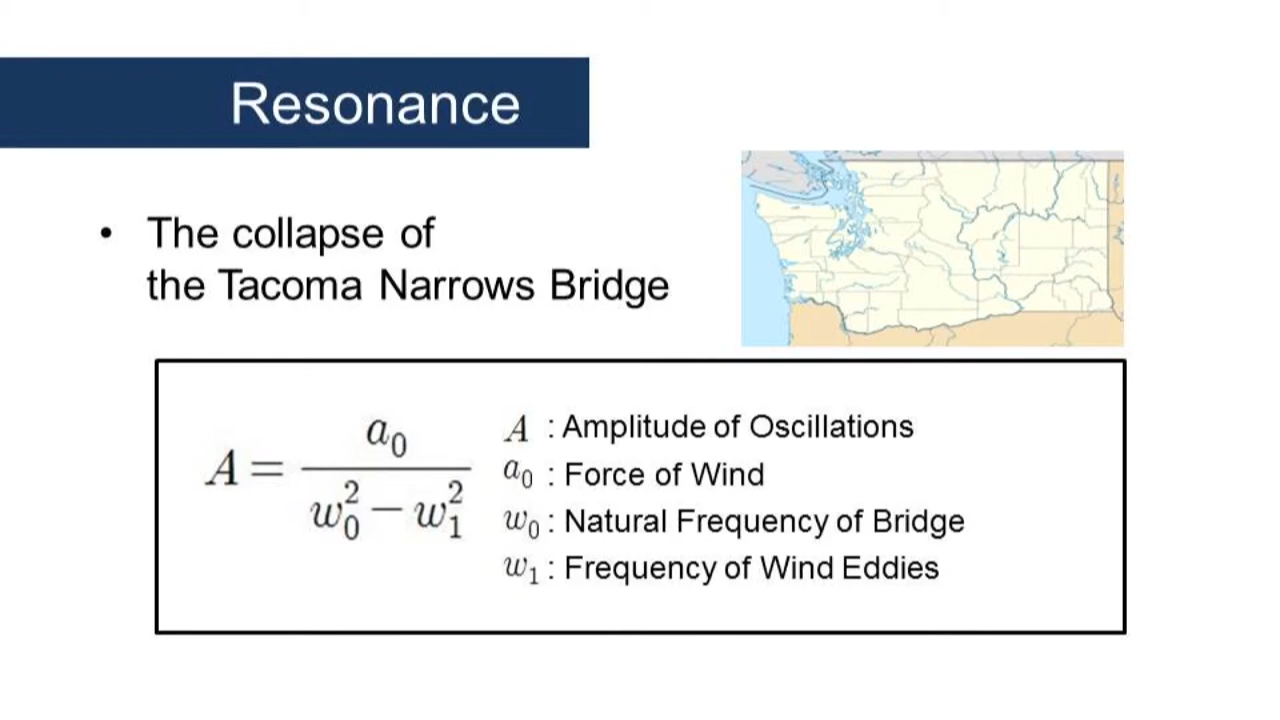 Resonance
• The collapse of
the Tacoma Narrows Bridge
A = a₀ / (w₀² − w₁²)
A : Amplitude of Oscillations
a₀ : Force of Wind
w₀ : Natural Frequency of Bridge
w₁ : Frequency of Wind Eddies